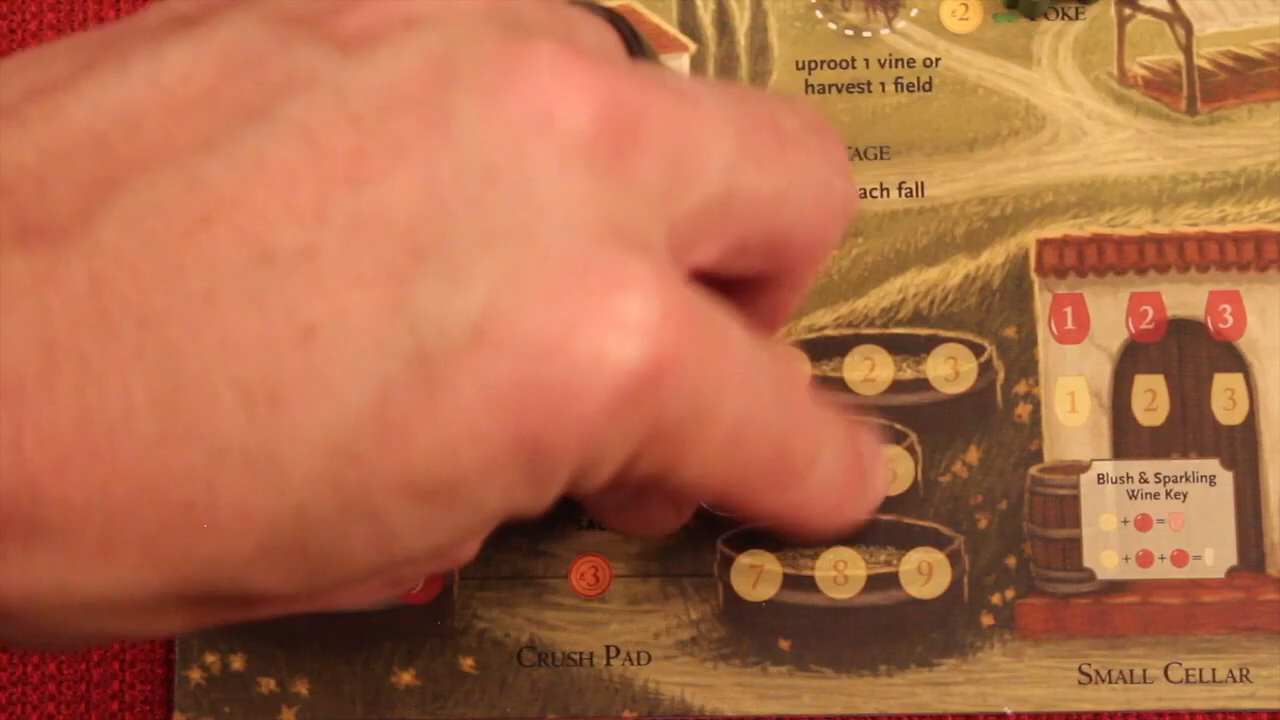 £2
uproot 1 vine or
harvest 1 field
ach fall
1 2 3
2 3
1 2 3
Blush & Sparkling
Wine Key
+ =
+ + =
£3
7 8 9
CRUSH PAD
SMALL CELLAR